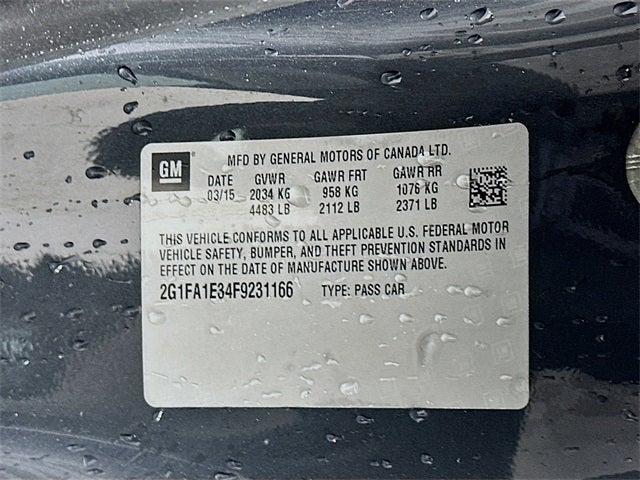 GM
MFD BY GENERAL MOTORS OF CANADA LTD.
DATE GVWR GAWR FRT GAWR RR
03/15 2034 KG 958 KG 1076 KG
4483 LB 2112 LB 2371 LB
THIS VEHICLE CONFORMS TO ALL APPLICABLE U.S. FEDERAL MOTOR
VEHICLE SAFETY, BUMPER, AND THEFT PREVENTION STANDARDS IN
EFFECT ON THE DATE OF MANUFACTURE SHOWN ABOVE.
2G1FA1E34F9231166 TYPE: PASS CAR